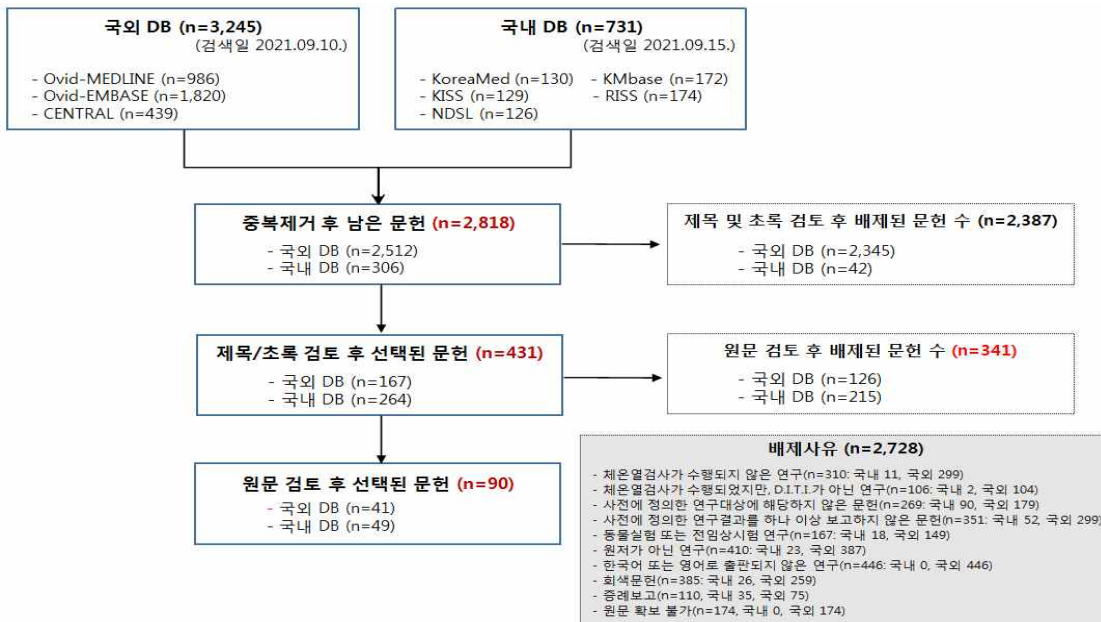 국외 DB (n=3,245)
(검색일 2021.09.10.)
- Ovid-MEDLINE (n=986)
- Ovid-EMBASE (n=1,820)
- CENTRAL (n=439)
국내 DB (n=731)
(검색일 2021.09.15.)
- KoreaMed (n=130) - KMbase (n=172)
- KISS (n=129) - RISS (n=174)
- NDSL (n=126)
중복제거 후 남은 문헌 (n=2,818)
- 국외 DB (n=2,512)
- 국내 DB (n=306)
제목 및 초록 검토 후 배제된 문헌 수 (n=2,387)
- 국외 DB (n=2,345)
- 국내 DB (n=42)
제목/초록 검토 후 선택된 문헌 (n=431)
- 국외 DB (n=167)
- 국내 DB (n=264)
원문 검토 후 배제된 문헌 수 (n=341)
- 국외 DB (n=126)
- 국내 DB (n=215)
원문 검토 후 선택된 문헌 (n=90)
- 국외 DB (n=41)
- 국내 DB (n=49)
배제사유 (n=2,728)
- 체온열검사가 수행되지 않은 연구(n=310: 국내 11, 국외 299)
- 체온열검사가 수행되었지만, D.I.T.I.가 아닌 연구(n=106: 국내 2, 국외 104)
- 사전에 정의한 연구대상에 해당하지 않은 문헌(n=269: 국내 90, 국외 179)
- 사전에 정의한 연구결과를 하나 이상 보고하지 않은 문헌(n=351: 국내 52, 국외 299)
- 동물실험 또는 전임상시험 연구(n=167: 국내 18, 국외 149)
- 원저가 아닌 연구(n=410: 국내 23, 국외 387)
- 한국어 또는 영어로 출판되지 않은 연구(n=446: 국내 0, 국외 446)
- 회색문헌(n=385: 국내 26, 국외 259)
- 증례보고(n=110, 국내 35, 국외 75)
- 원문 확보 불가(n=174, 국내 0, 국외 174)